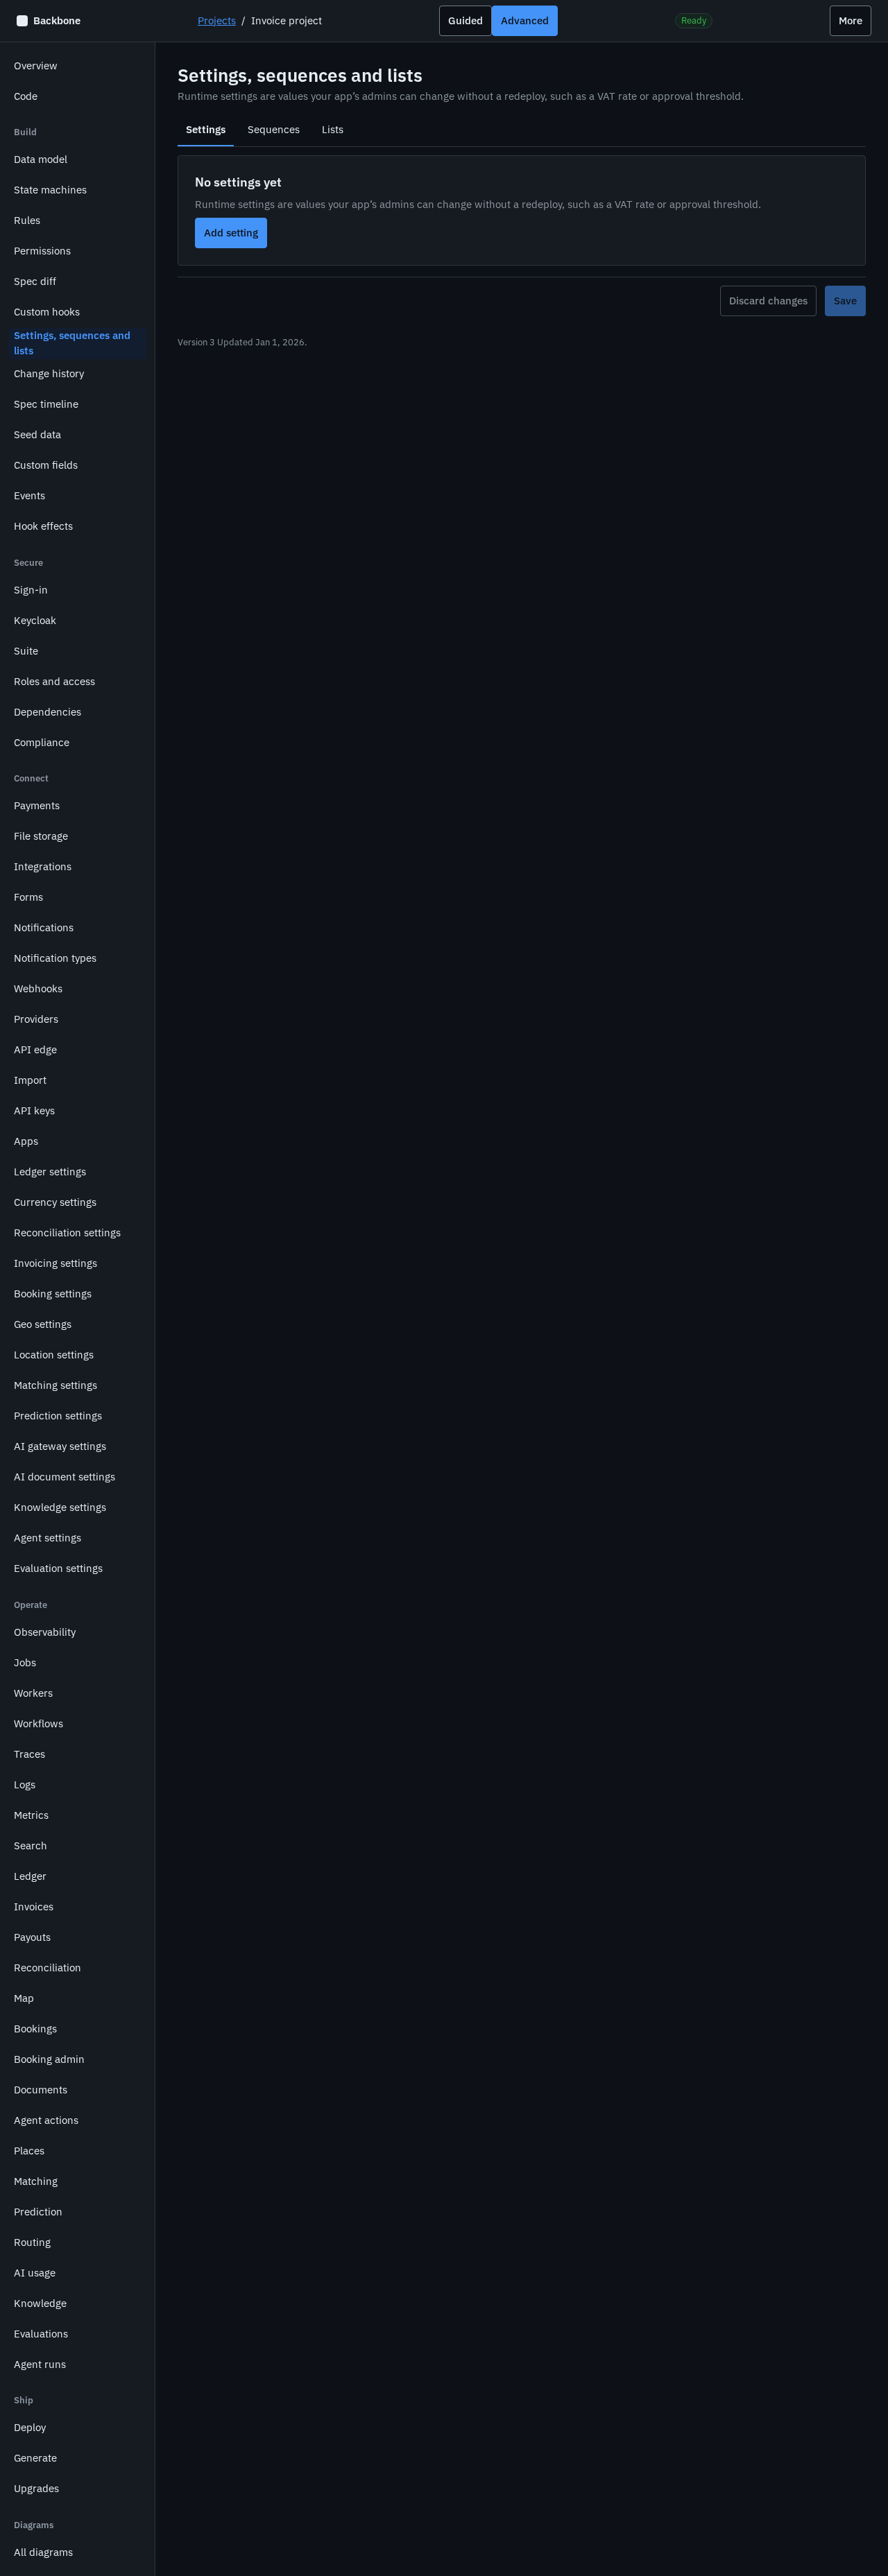 Backbone
Projects / Invoice project
Guided
Advanced
Ready
More
Overview
Code
Build
Data model
State machines
Rules
Permissions
Spec diff
Custom hooks
Settings, sequences and
lists
Change history
Spec timeline
Seed data
Custom fields
Events
Hook effects
Secure
Sign-in
Keycloak
Suite
Roles and access
Dependencies
Compliance
Connect
Payments
File storage
Integrations
Forms
Notifications
Notification types
Webhooks
Providers
API edge
Import
API keys
Apps
Ledger settings
Currency settings
Reconciliation settings
Invoicing settings
Booking settings
Geo settings
Location settings
Matching settings
Prediction settings
AI gateway settings
AI document settings
Knowledge settings
Agent settings
Evaluation settings
Operate
Observability
Jobs
Workers
Workflows
Traces
Logs
Metrics
Search
Ledger
Invoices
Payouts
Reconciliation
Map
Bookings
Booking admin
Documents
Agent actions
Places
Matching
Prediction
Routing
AI usage
Knowledge
Evaluations
Agent runs
Ship
Deploy
Generate
Upgrades
Diagrams
All diagrams
Settings, sequences and lists
Runtime settings are values your app’s admins can change without a redeploy, such as a VAT rate or approval threshold.
Settings
Sequences
Lists
No settings yet
Runtime settings are values your app’s admins can change without a redeploy, such as a VAT rate or approval threshold.
Add setting
Discard changes
Save
Version 3 Updated Jan 1, 2026.